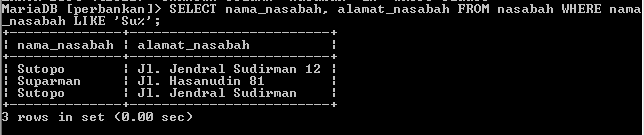 MariaDB [perbankan]> SELECT nama_nasabah, alamat_nasabah FROM nasabah WHERE nama
_nasabah LIKE 'Su%';
+--------------+------------------------+
| nama_nasabah | alamat_nasabah         |
+--------------+------------------------+
| Sutopo       | Jl. Jendral Sudirman 12 |
| Suparman     | Jl. Hasanudin 81       |
| Sutopo       | Jl. Jendral Sudirman   |
+--------------+------------------------+
3 rows in set (0.00 sec)